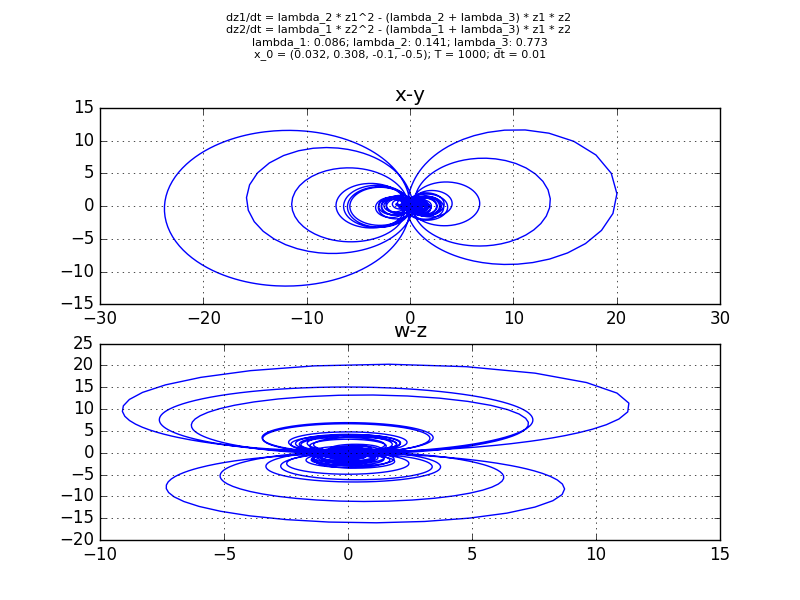 dz1/dt = lambda_2 * z1^2 - (lambda_2 + lambda_3) * z1 * z2
dz2/dt = lambda_1 * z2^2 - (lambda_1 + lambda_3) * z1 * z2
lambda_1: 0.086; lambda_2: 0.141; lambda_3: 0.773
x_0 = (0.032, 0.308, -0.1, -0.5); T = 1000; dt = 0.01
x-y
15
10
5
0
−5
−10
−15
−30 −20 −10 0 10 20 30
w-z
25
20
15
10
5
0
−5
−10
−15
−20
−10 −5 0 5 10 15